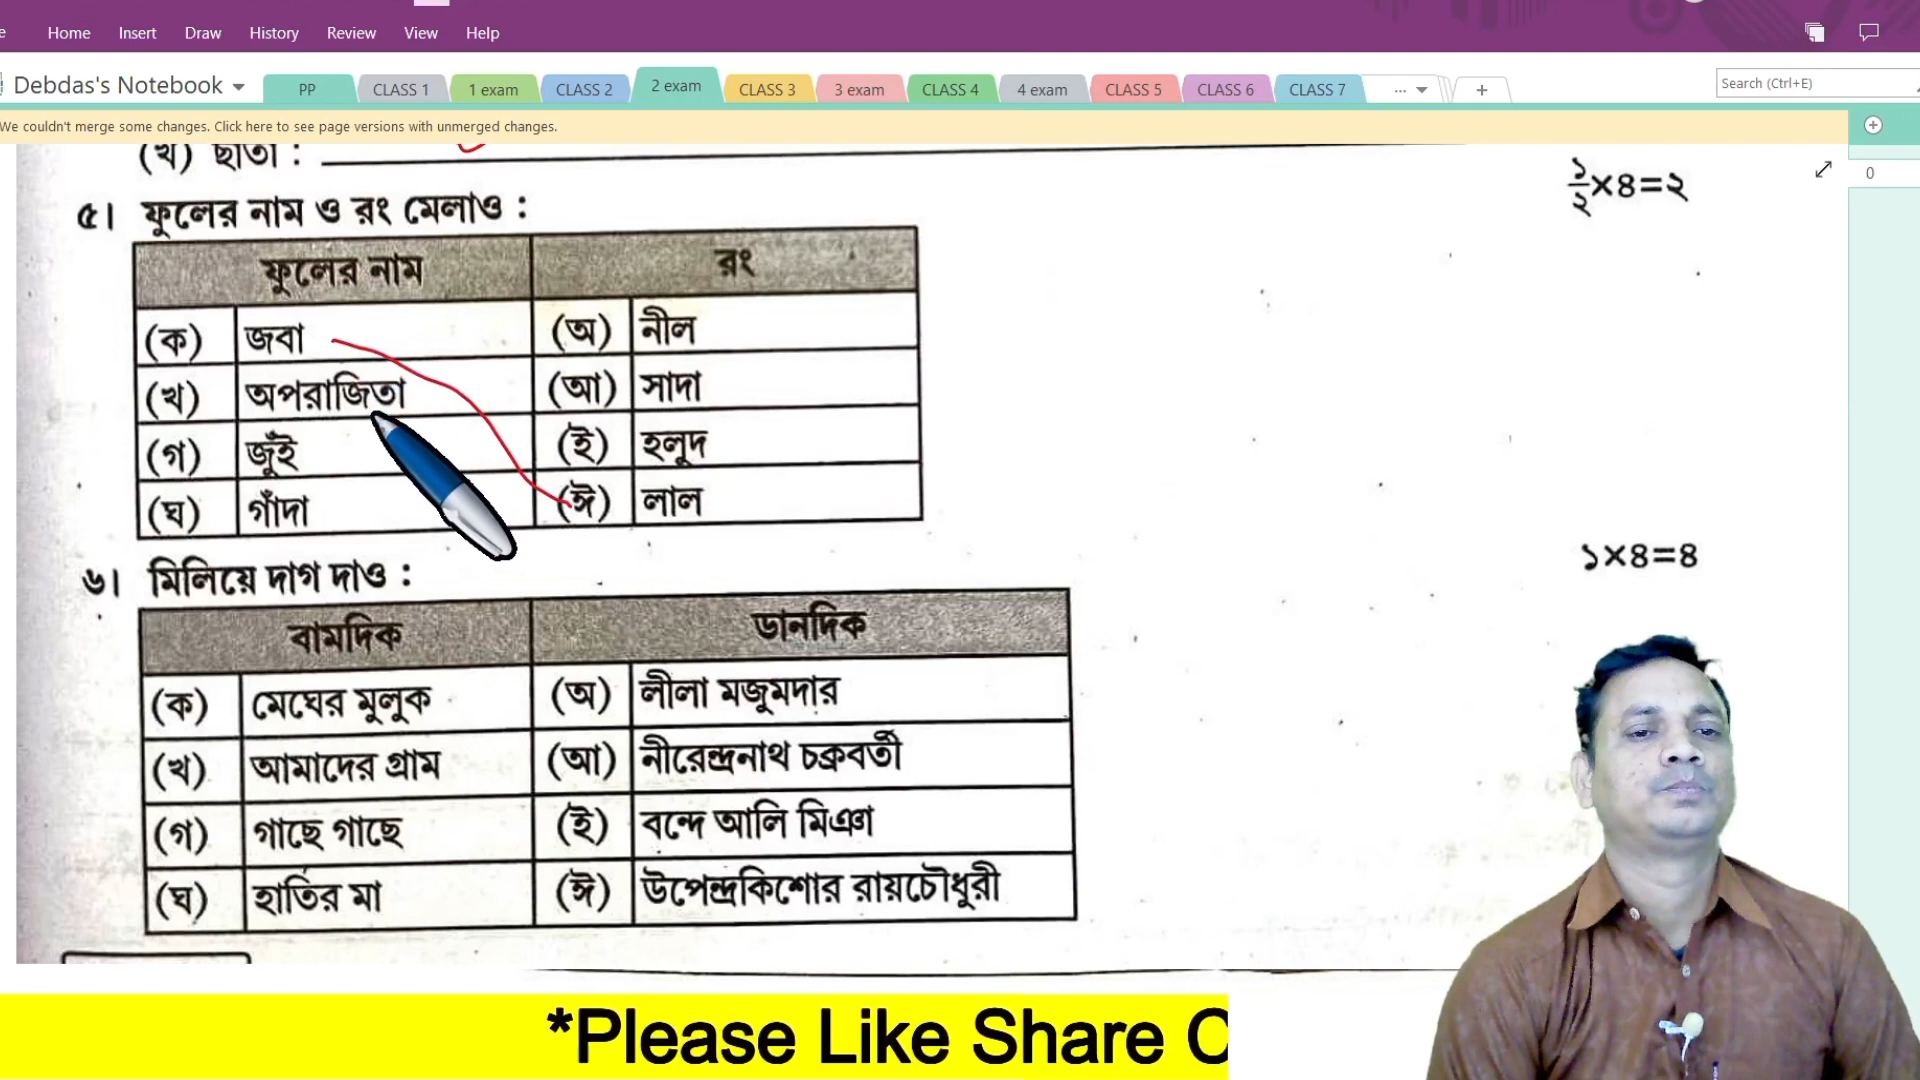 Home Insert Draw History Review View Help
Debdas's Notebook PP CLASS 1 1 exam CLASS 2 2 exam CLASS 3 3 exam CLASS 4 4 exam CLASS 5 CLASS 6 CLASS 7 ... + Search (Ctrl+E)
We couldn't merge some changes. Click here to see page versions with unmerged changes.
(খ) ছাতা :
৫। ফুলের নাম ও রং মেলাও : ১/২×৪=২
0
ফুলের নাম রং
(ক) জবা (অ) নীল
(খ) অপরাজিতা (আ) সাদা
(গ) জুঁই (ই) হলুদ
(ঘ) গাঁদা (ঈ) লাল
৬। মিলিয়ে দাগ দাও : ১×৪=৪
বামদিক ডানদিক
(ক) মেঘের মুলুক (অ) লীলা মজুমদার
(খ) আমাদের গ্রাম (আ) নীরেন্দ্রনাথ চক্রবর্তী
(গ) গাছে গাছে (ই) বন্দে আলি মিঞা
(ঘ) হাতির মা (ঈ) উপেন্দ্রকিশোর রায়চৌধুরী
*Please Like Share C